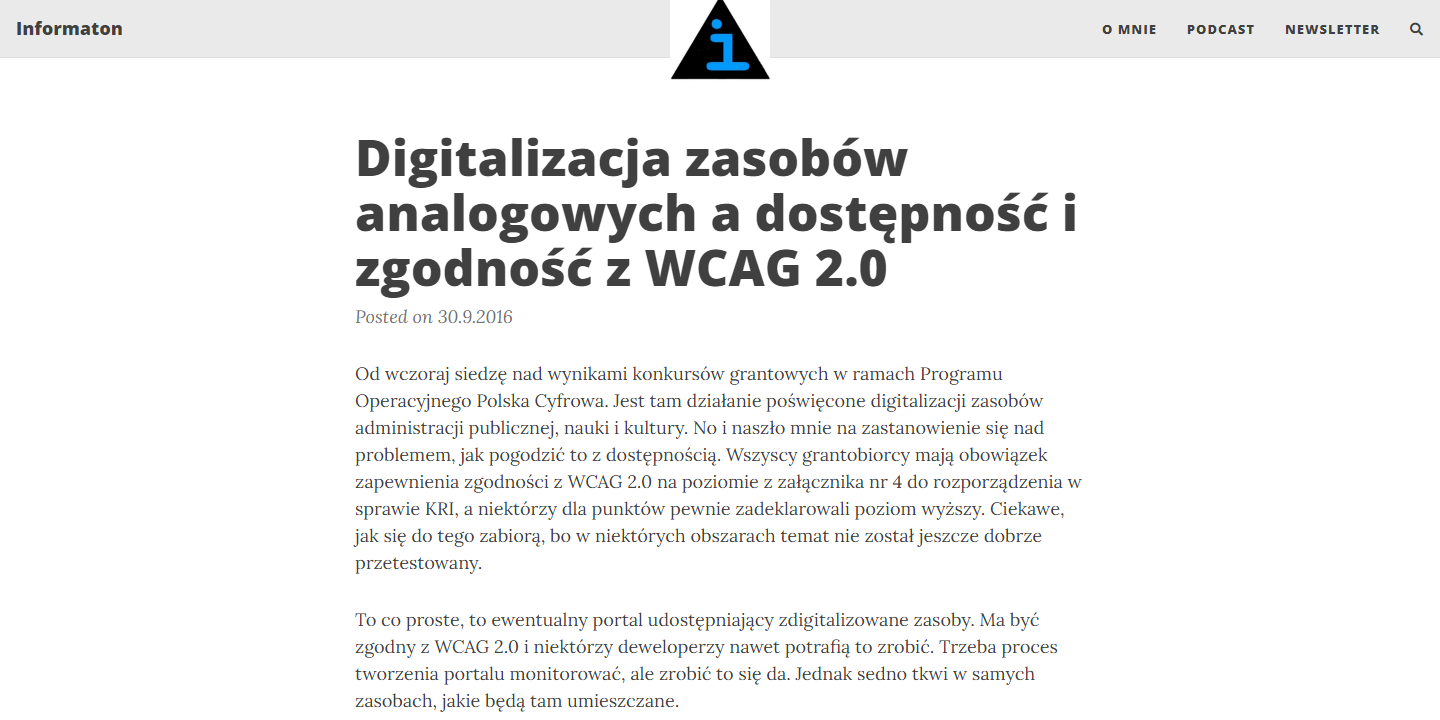 Informaton
i
O MNIE
PODCAST
NEWSLETTER
Digitalizacja zasobów
analogowych a dostępność i
zgodność z WCAG 2.0
Posted on 30.9.2016
Od wczoraj siedzę nad wynikami konkursów grantowych w ramach Programu
Operacyjnego Polska Cyfrowa. Jest tam działanie poświęcone digitalizacji zasobów
administracji publicznej, nauki i kultury. No i naszło mnie na zastanowienie się nad
problemem, jak pogodzić to z dostępnością. Wszyscy grantobiorcy mają obowiązek
zapewnienia zgodności z WCAG 2.0 na poziomie z załącznika nr 4 do rozporządzenia w
sprawie KRI, a niektórzy dla punktów pewnie zadeklarowali poziom wyższy. Ciekawe,
jak się do tego zabiorą, bo w niektórych obszarach temat nie został jeszcze dobrze
przetestowany.
To co proste, to ewentualny portal udostępniający zdigitalizowane zasoby. Ma być
zgodny z WCAG 2.0 i niektórzy deweloperzy nawet potrafią to zrobić. Trzeba proces
tworzenia portalu monitorować, ale zrobić to się da. Jednak sedno tkwi w samych
zasobach, jakie będą tam umieszczane.